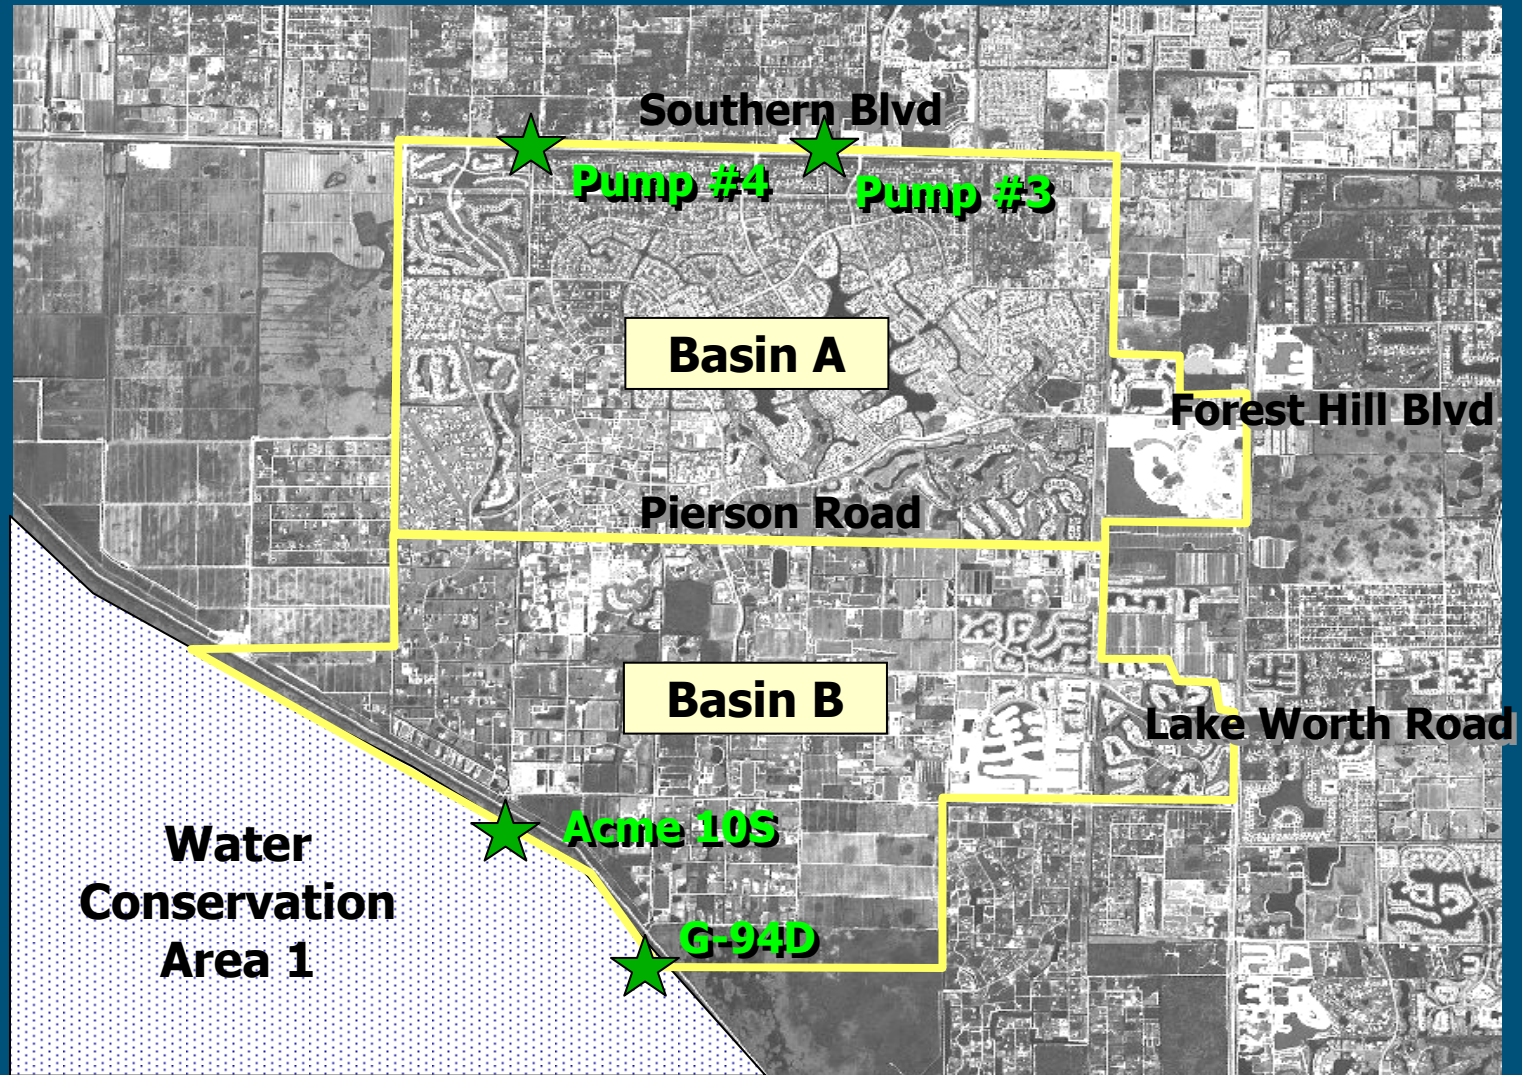 Southern Blvd
Pump #4
Pump #3
Basin A
Forest Hill Blvd
Pierson Road
Basin B
Lake Worth Road
Acme 10S
Water
Conservation
Area 1
G-94D